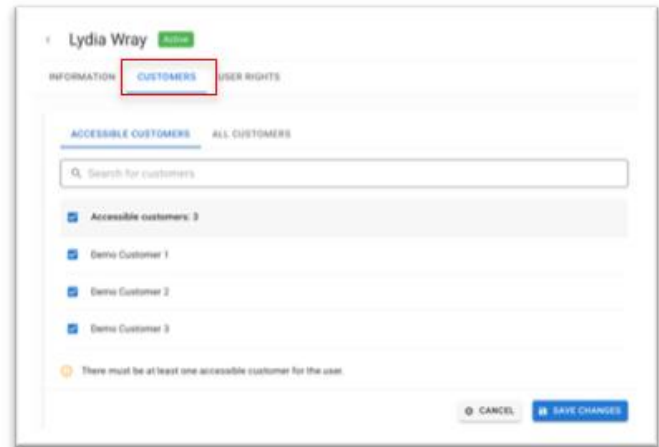 Lydia Wray Active
INFORMATION CUSTOMERS USER RIGHTS
ACCESSIBLE CUSTOMERS ALL CUSTOMERS
Search for customers
Accessible customers: 3
Demo Customer 1
Demo Customer 2
Demo Customer 3
There must be at least one accessible customer for the user.
CANCEL SAVE CHANGES